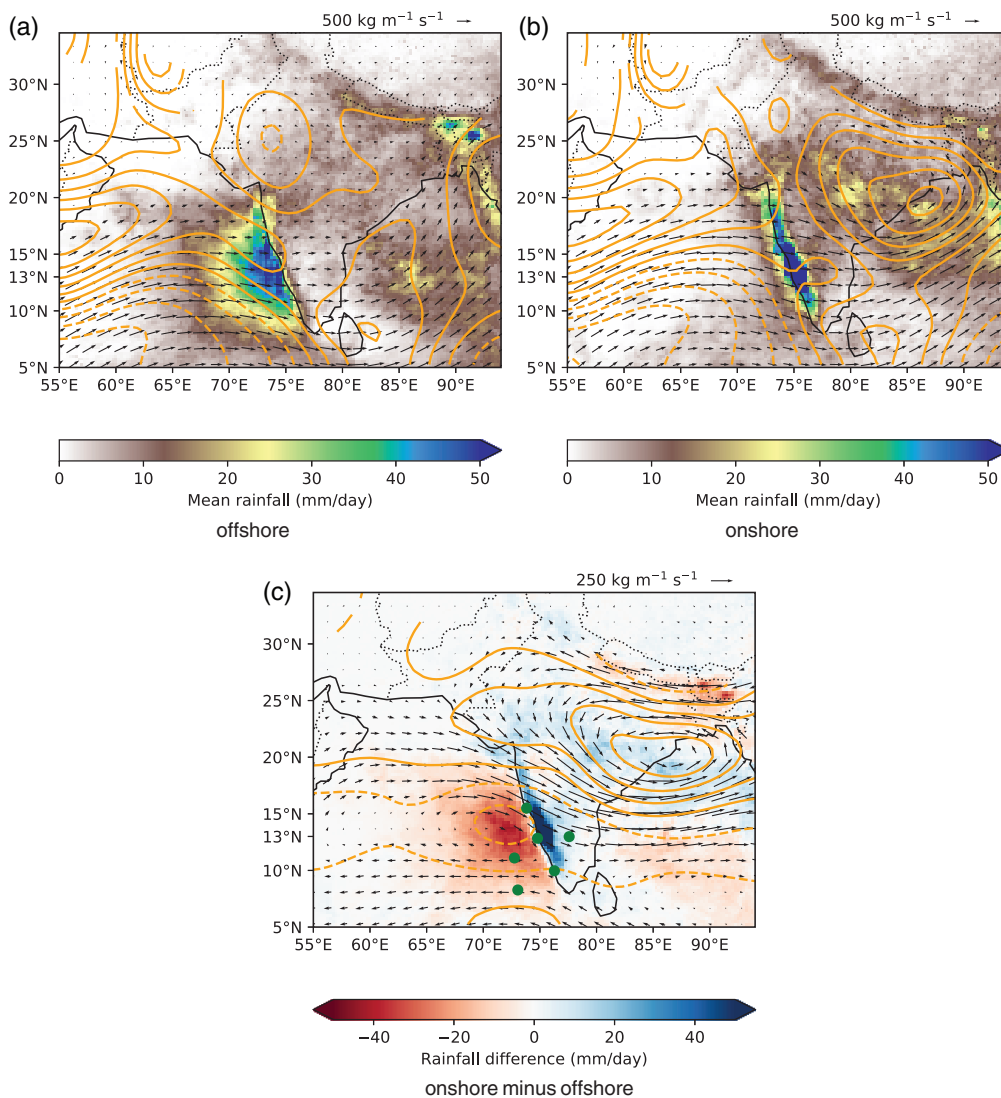 (a)
500 kg m⁻¹ s⁻¹
30°N
25°N
20°N
15°N
13°N
10°N
5°N
55°E 60°E 65°E 70°E 75°E 80°E 85°E 90°E
0 10 20 30 40 50
Mean rainfall (mm/day)
offshore
(b)
500 kg m⁻¹ s⁻¹
30°N
25°N
20°N
15°N
13°N
10°N
5°N
55°E 60°E 65°E 70°E 75°E 80°E 85°E 90°E
0 10 20 30 40 50
Mean rainfall (mm/day)
onshore
(c)
250 kg m⁻¹ s⁻¹
30°N
25°N
20°N
15°N
13°N
10°N
5°N
55°E 60°E 65°E 70°E 75°E 80°E 85°E 90°E
−40 −20 0 20 40
Rainfall difference (mm/day)
onshore minus offshore